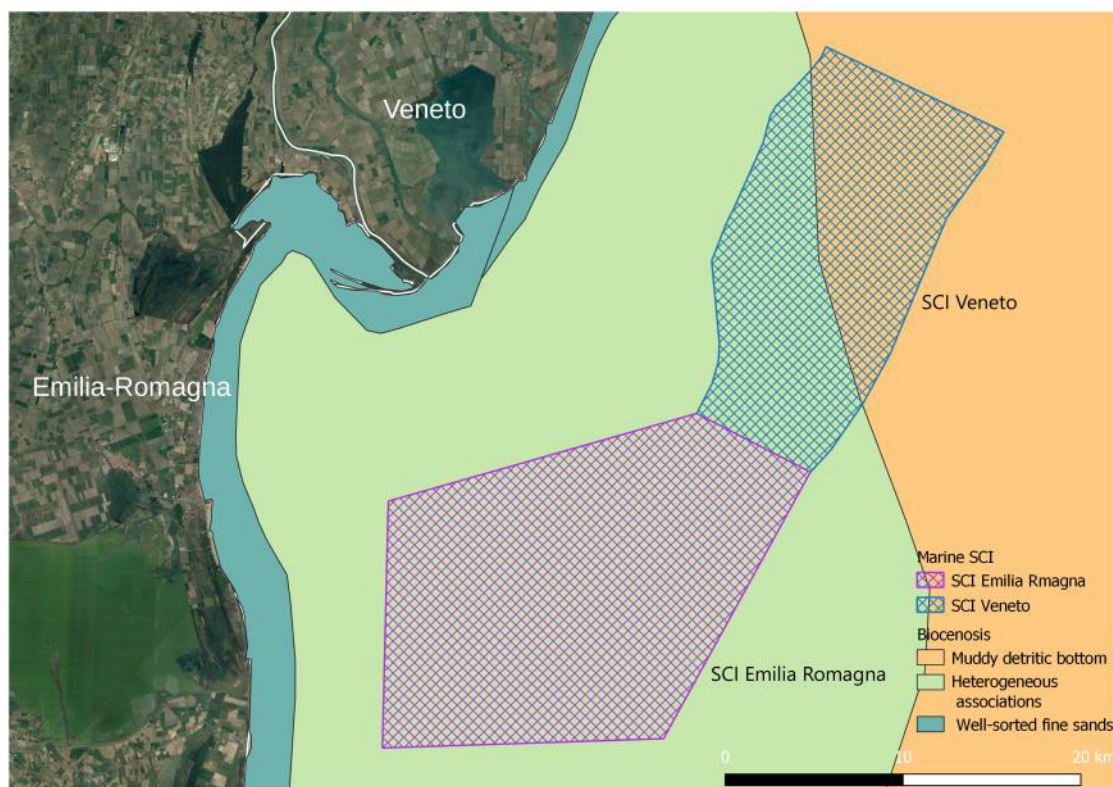 Veneto
Emilia-Romagna
SCI Veneto
SCI Emilia Romagna
Marine SCI
SCI Emilia Rmagna
SCI Veneto
Biocenosis
Muddy detritic bottom
Heterogeneous
associations
Well-sorted fine sands
0 10 20 km